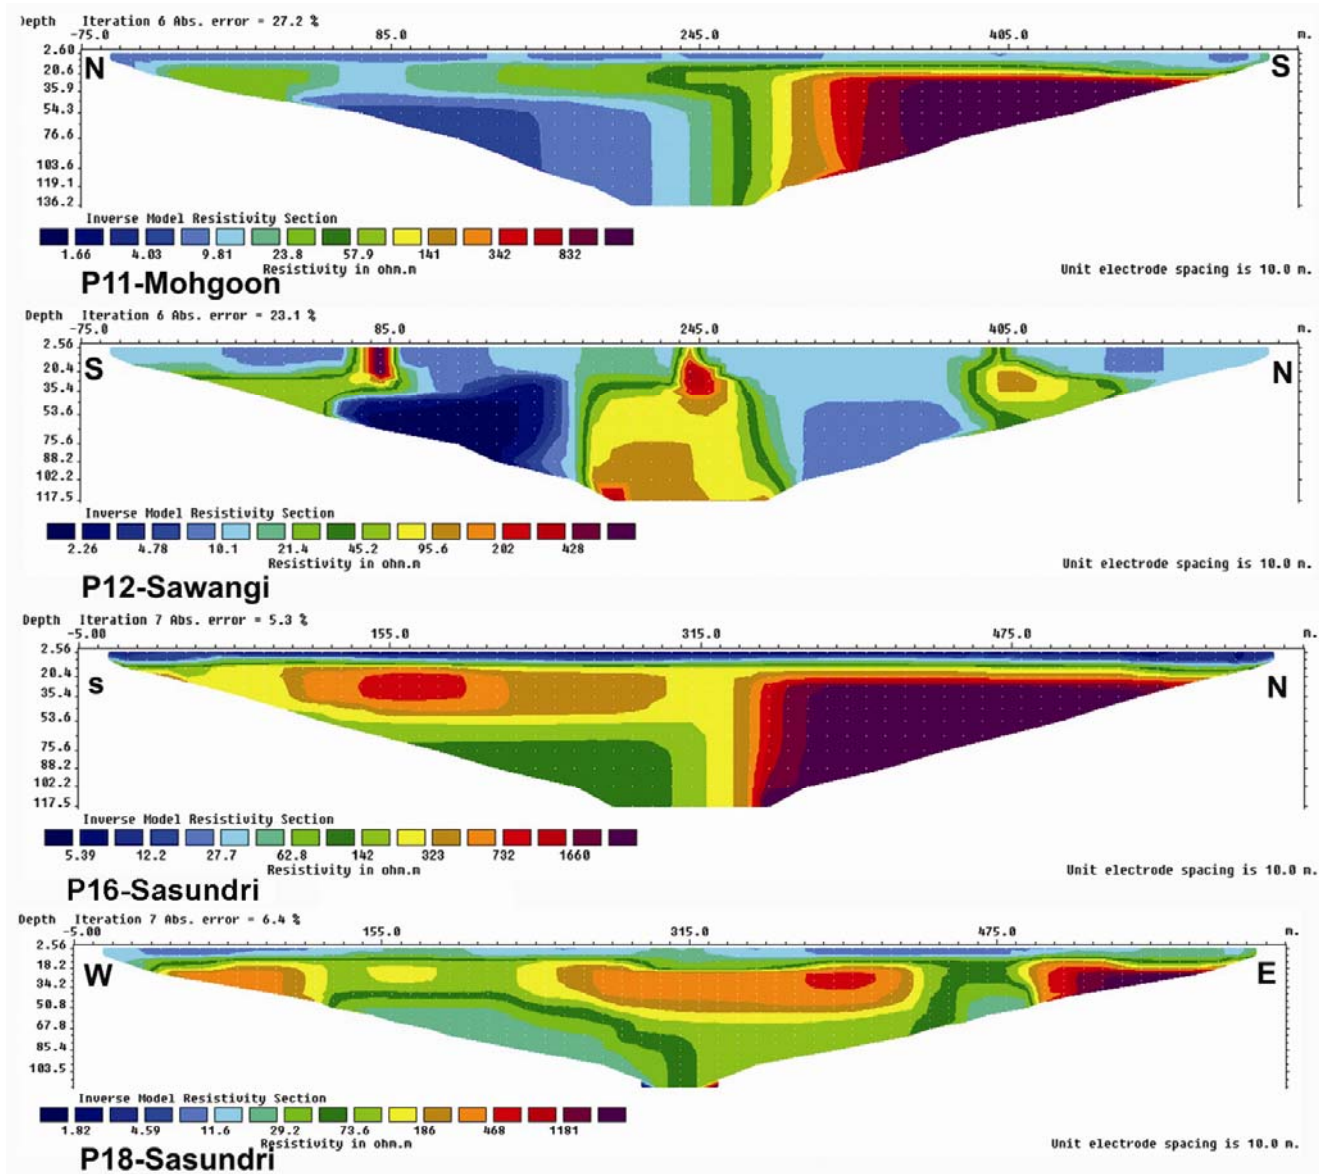 Depth Iteration 6 Abs. error = 27.2 %
-75.0 85.0 245.0 405.0 m.
2.60
N S
20.6
35.9
54.3
76.6
103.6
119.1
136.2
Inverse Model Resistivity Section
1.66 4.03 9.81 23.8 57.9 141 342 832
Resistivity in ohm.m Unit electrode spacing is 10.0 m.
P11-Mohgoon
Depth Iteration 6 Abs. error = 23.1 %
-75.0 85.0 245.0 405.0 m.
2.56
S N
20.4
35.4
53.6
75.6
88.2
102.2
117.5
Inverse Model Resistivity Section
2.26 4.78 10.1 21.4 45.2 95.6 202 428
Resistivity in ohm.m Unit electrode spacing is 10.0 m.
P12-Sawangi
Depth Iteration 7 Abs. error = 5.3 %
-5.00 155.0 315.0 475.0 m.
2.56
20.4
s N
35.4
53.6
75.6
88.2
102.2
117.5
Inverse Model Resistivity Section
5.39 12.2 27.7 62.8 142 323 732 1660
Resistivity in ohm.m Unit electrode spacing is 10.0 m.
P16-Sasundri
Depth Iteration 7 Abs. error = 6.4 %
-5.00 155.0 315.0 475.0 m.
2.56
18.2
W E
34.2
50.8
67.8
85.4
103.5
Inverse Model Resistivity Section
1.82 4.59 11.6 29.2 73.6 186 468 1181
Resistivity in ohm.m Unit electrode spacing is 10.0 m.
P18-Sasundri